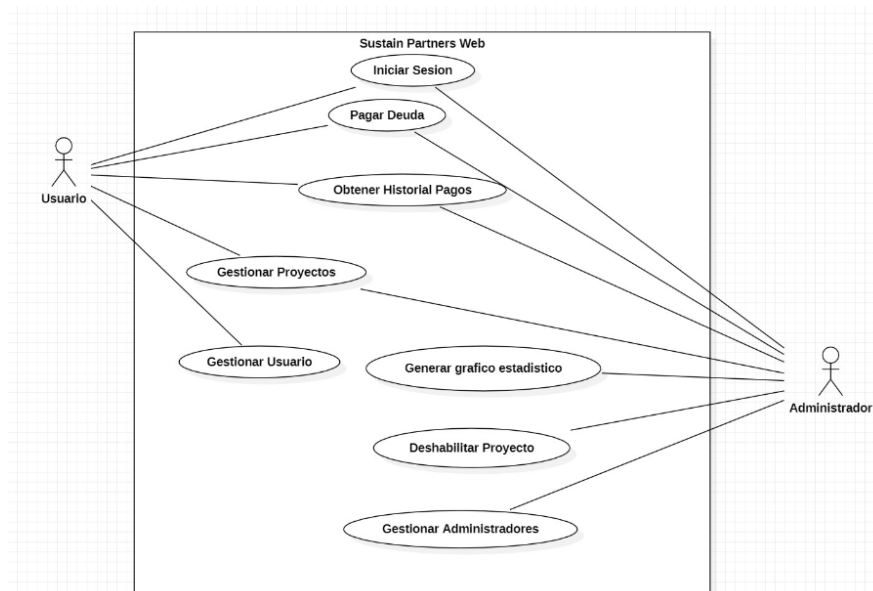 Sustain Partners Web
Iniciar Sesion
Pagar Deuda
Obtener Historial Pagos
Usuario
Gestionar Proyectos
Gestionar Usuario
Generar grafico estadistico
Administrador
Deshabilitar Proyecto
Gestionar Administradores